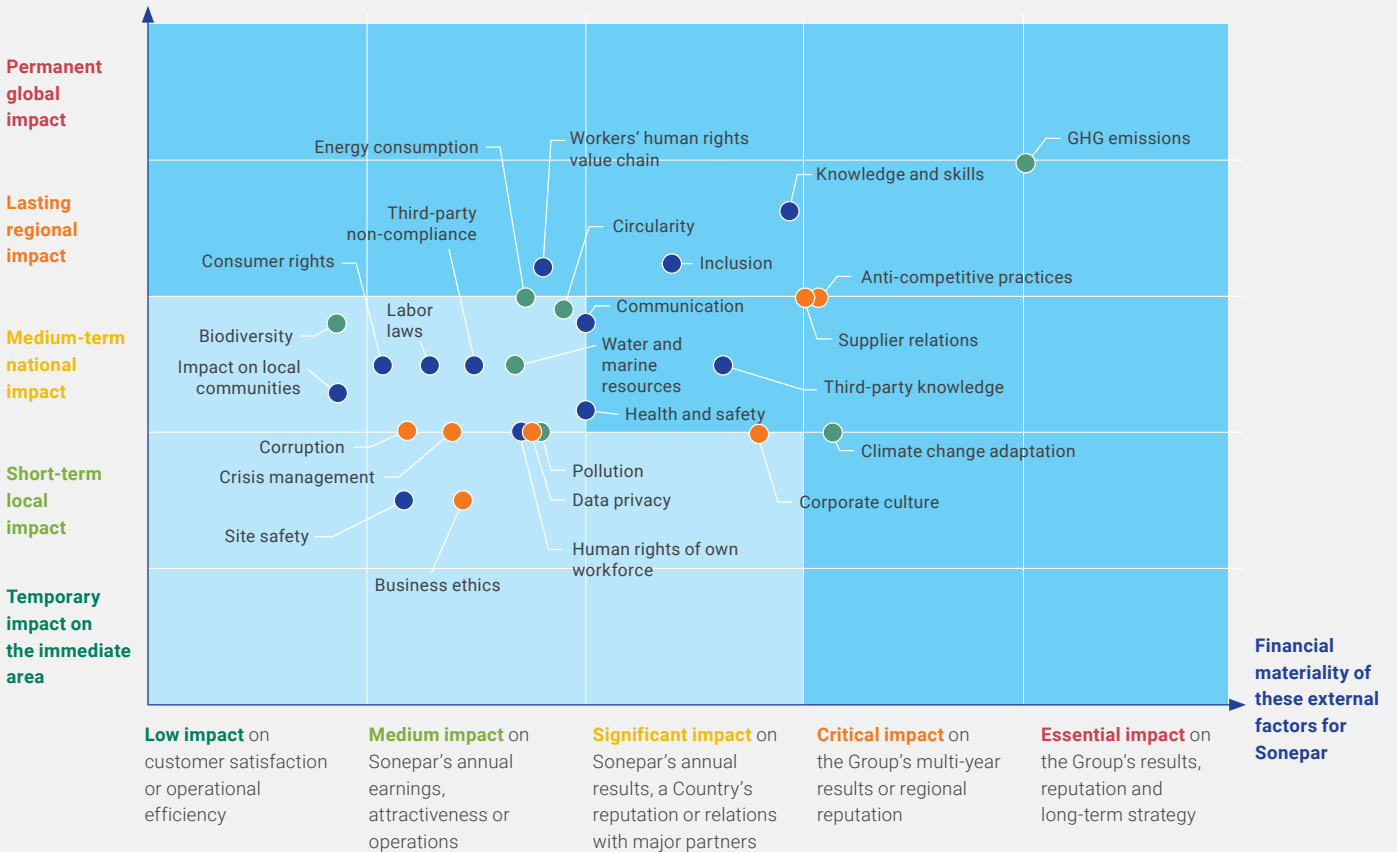 Permanent
global
impact
Lasting
regional
impact
Medium-term
national
impact
Short-term
local
impact
Temporary
impact on
the immediate
area
Energy consumption
Workers’ human rights
value chain
GHG emissions
Knowledge and skills
Third-party
non-compliance
Circularity
Consumer rights
Inclusion
Anti-competitive practices
Labor
laws
Communication
Biodiversity
Supplier relations
Water and
marine
resources
Impact on local
communities
Third-party knowledge
Health and safety
Corruption
Climate change adaptation
Crisis management
Pollution
Data privacy
Corporate culture
Site safety
Human rights of own
workforce
Business ethics
Financial
materiality of
these external
factors for
Sonepar
Low impact on
customer satisfaction
or operational
efficiency
Medium impact on
Sonepar’s annual
earnings,
attractiveness or
operations
Significant impact on
Sonepar’s annual
results, a Country’s
reputation or relations
with major partners
Critical impact on
the Group’s multi-year
results or regional
reputation
Essential impact on
the Group’s results,
reputation and
long-term strategy